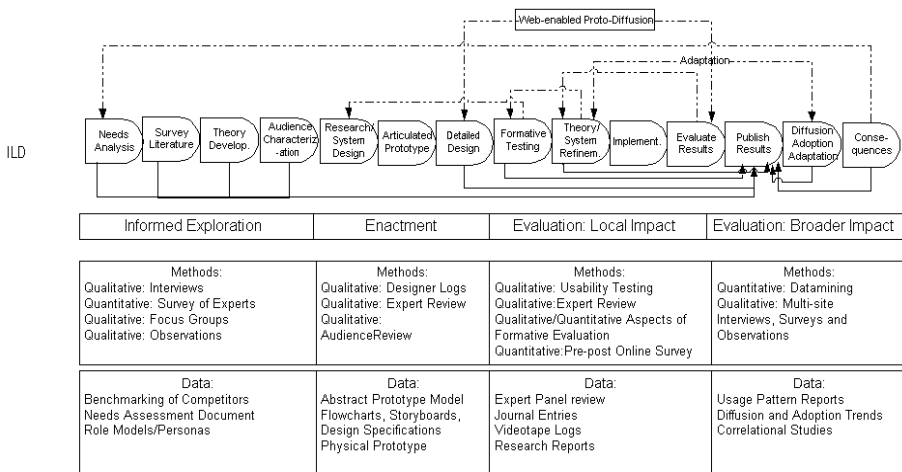 Web-enabled Proto-Diffusion
Adaptation
ILD
Needs
Analysis
Survey
Literature
Theory
Develop.
Audience
Characteriz
-ation
Research/
System
Design
Articulated
Prototype
Detailed
Design
Formative
Testing
Theory/
System
Refinem.
Implement.
Evaluate
Results
Publish
Results
Diffusion
Adoption
Adaptation
Conse-
quences
Informed Exploration
Enactment
Evaluation: Local Impact
Evaluation: Broader Impact
Methods:
Qualitative: Interviews
Quantitative: Survey of Experts
Qualitative: Focus Groups
Qualitative: Observations
Methods:
Qualitative: Designer Logs
Qualitative: Expert Review
Qualitative:
AudienceReview
Methods:
Qualitative: Usability Testing
Qualitative:Expert Review
Qualitative/Quantitative Aspects of
Formative Evaluation
Quantitative:Pre-post Online Survey
Methods:
Quantitative: Datamining
Qualitative: Multi-site
Interviews, Surveys and
Observations
Data:
Benchmarking of Competitors
Needs Assessment Document
Role Models/Personas
Data:
Abstract Prototype Model
Flowcharts, Storyboards,
Design Specifications
Physical Prototype
Data:
Expert Panel review
Journal Entries
Videotape Logs
Research Reports
Data:
Usage Pattern Reports
Diffusion and Adoption Trends
Correlational Studies